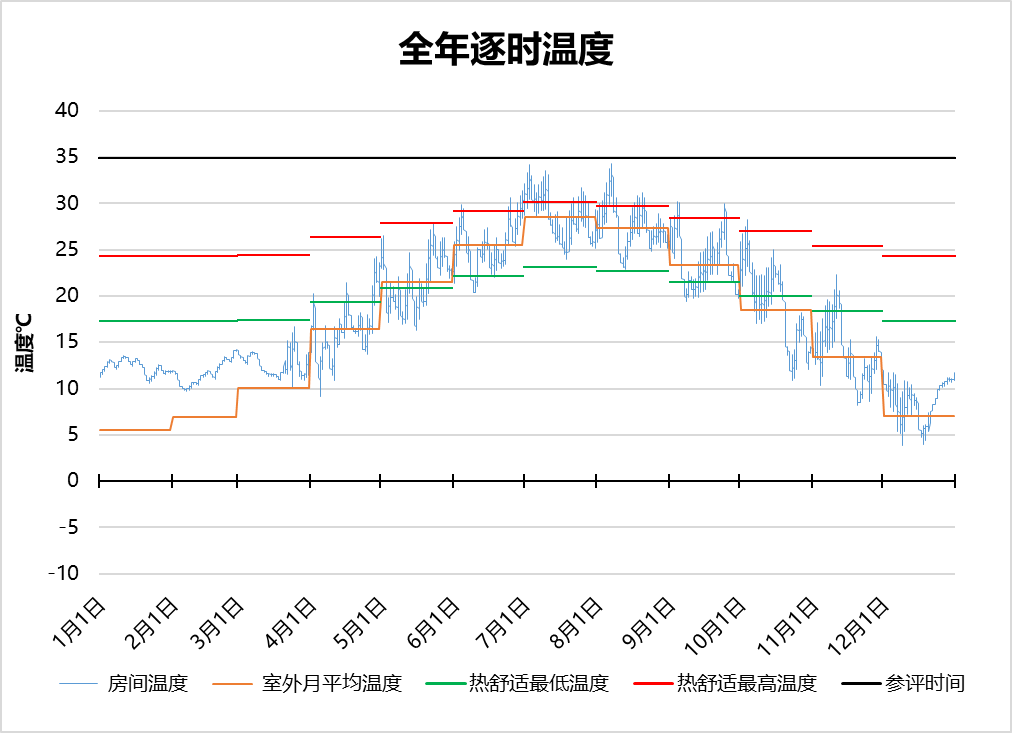 全年逐时温度
40
35
30
25
20
15
10
5
0
-5
-10
温度℃
1月1日
2月1日
3月1日
4月1日
5月1日
6月1日
7月1日
8月1日
9月1日
10月1日
11月1日
12月1日
房间温度 室外月平均温度 热舒适最低温度 热舒适最高温度 参评时间